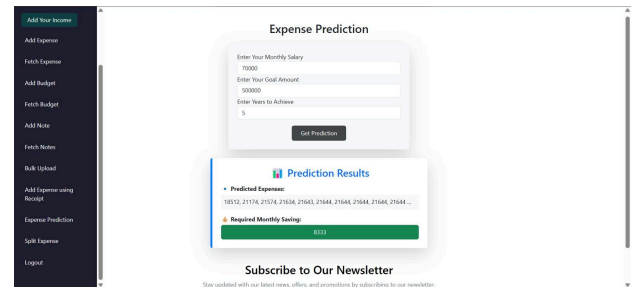 Add Your Income
Add Expense
Fetch Expense
Add Budget
Fetch Budget
Add Note
Fetch Notes
Bulk Upload
Add Expense using
Receipt
Expense Prediction
Split Expense
Logout
Expense Prediction
Enter Your Monthly Salary
70000
Enter Your Goal Amount
500000
Enter Years to Achieve
5
Get Prediction
Prediction Results
Predicted Expenses:
18512, 21174, 21574, 21634, 21643, 21644, 21644, 21644, 21644, 21644 ...
Required Monthly Saving:
8333
Subscribe to Our Newsletter
Stay updated with our latest news, offers, and promotions by subscribing to our newsletter.